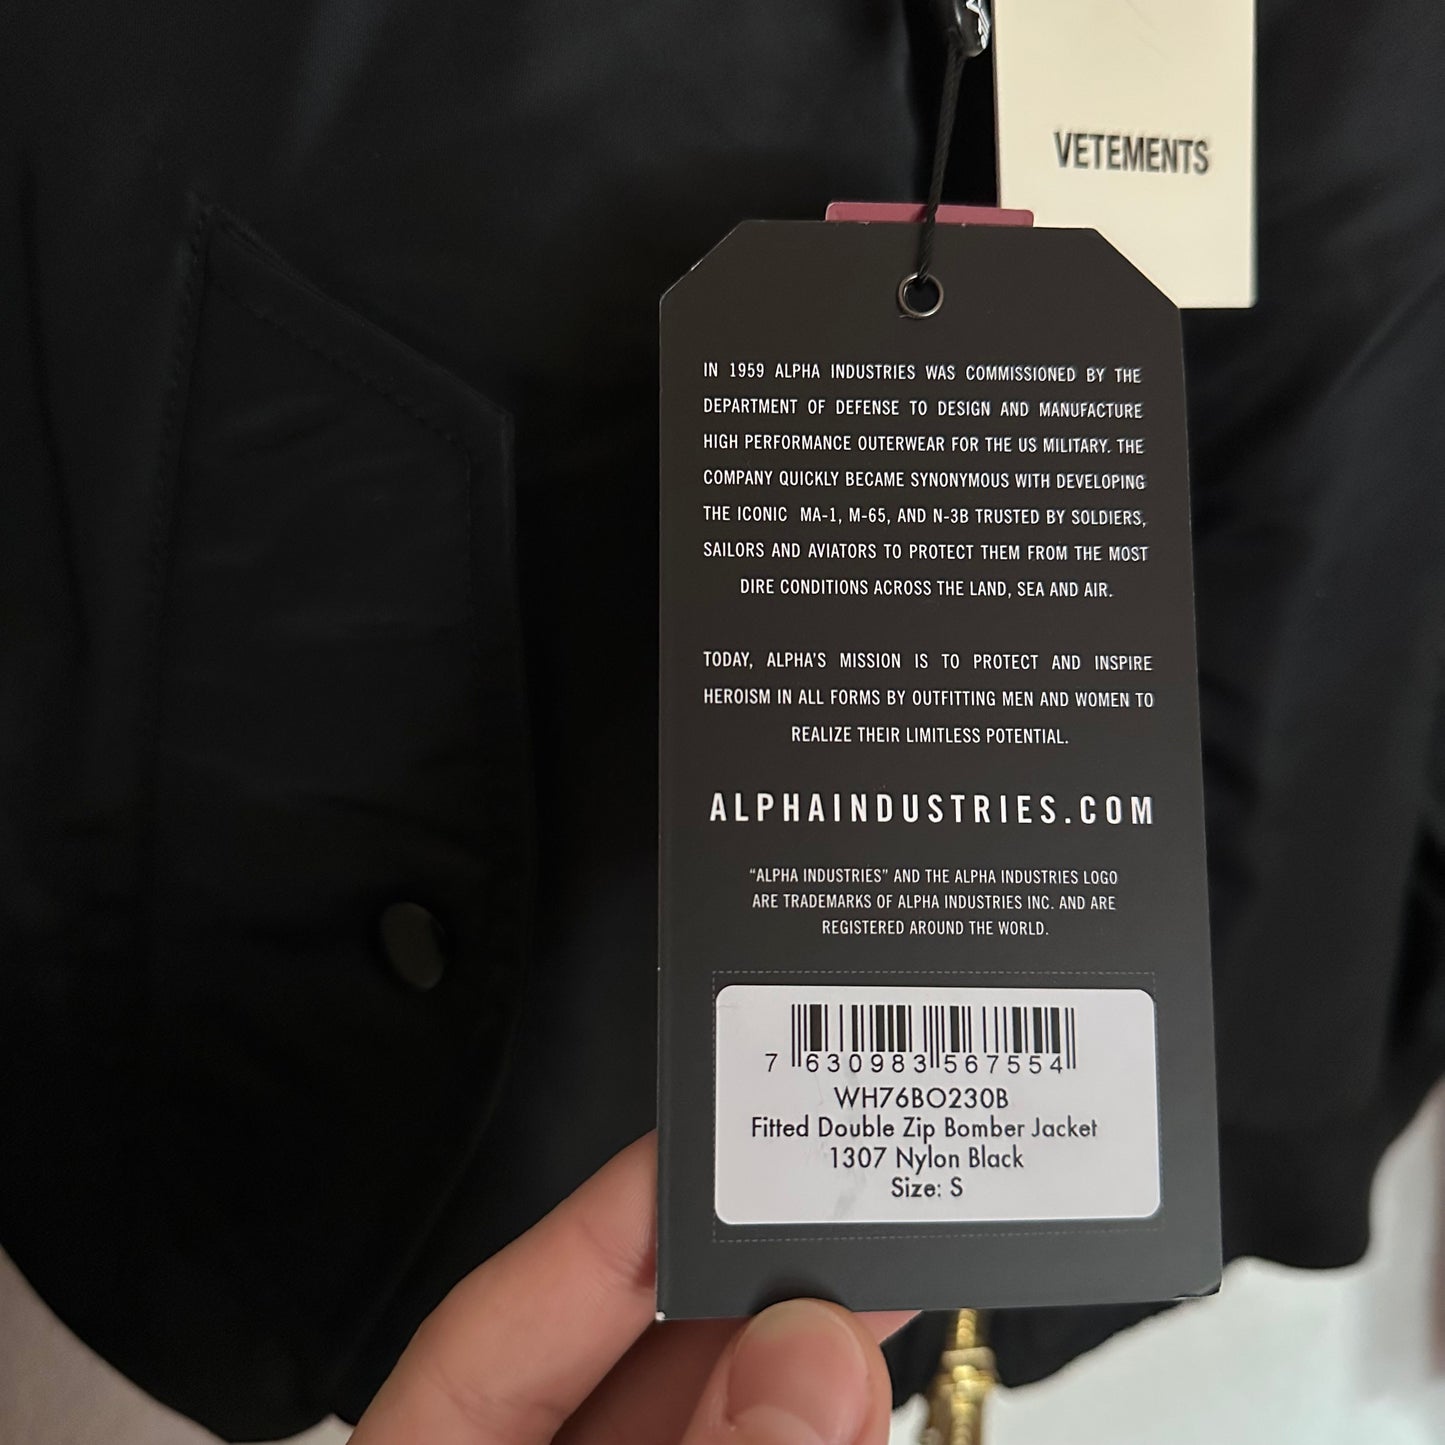 VETEMENTS
IN 1959 ALPHA INDUSTRIES WAS COMMISSIONED BY THE
DEPARTMENT OF DEFENSE TO DESIGN AND MANUFACTURE
HIGH PERFORMANCE OUTERWEAR FOR THE US MILITARY. THE
COMPANY QUICKLY BECAME SYNONYMOUS WITH DEVELOPING
THE ICONIC MA-1, M-65, AND N-3B TRUSTED BY SOLDIERS,
SAILORS AND AVIATORS TO PROTECT THEM FROM THE MOST
DIRE CONDITIONS ACROSS THE LAND, SEA AND AIR.
TODAY, ALPHA'S MISSION IS TO PROTECT AND INSPIRE
HEROISM IN ALL FORMS BY OUTFITTING MEN AND WOMEN TO
REALIZE THEIR LIMITLESS POTENTIAL.
ALPHAINDUSTRIES.COM
“ALPHA INDUSTRIES” AND THE ALPHA INDUSTRIES LOGO
ARE TRADEMARKS OF ALPHA INDUSTRIES INC. AND ARE
REGISTERED AROUND THE WORLD.
7 630983 567554
WH76BO230B
Fitted Double Zip Bomber Jacket
1307 Nylon Black
Size: S